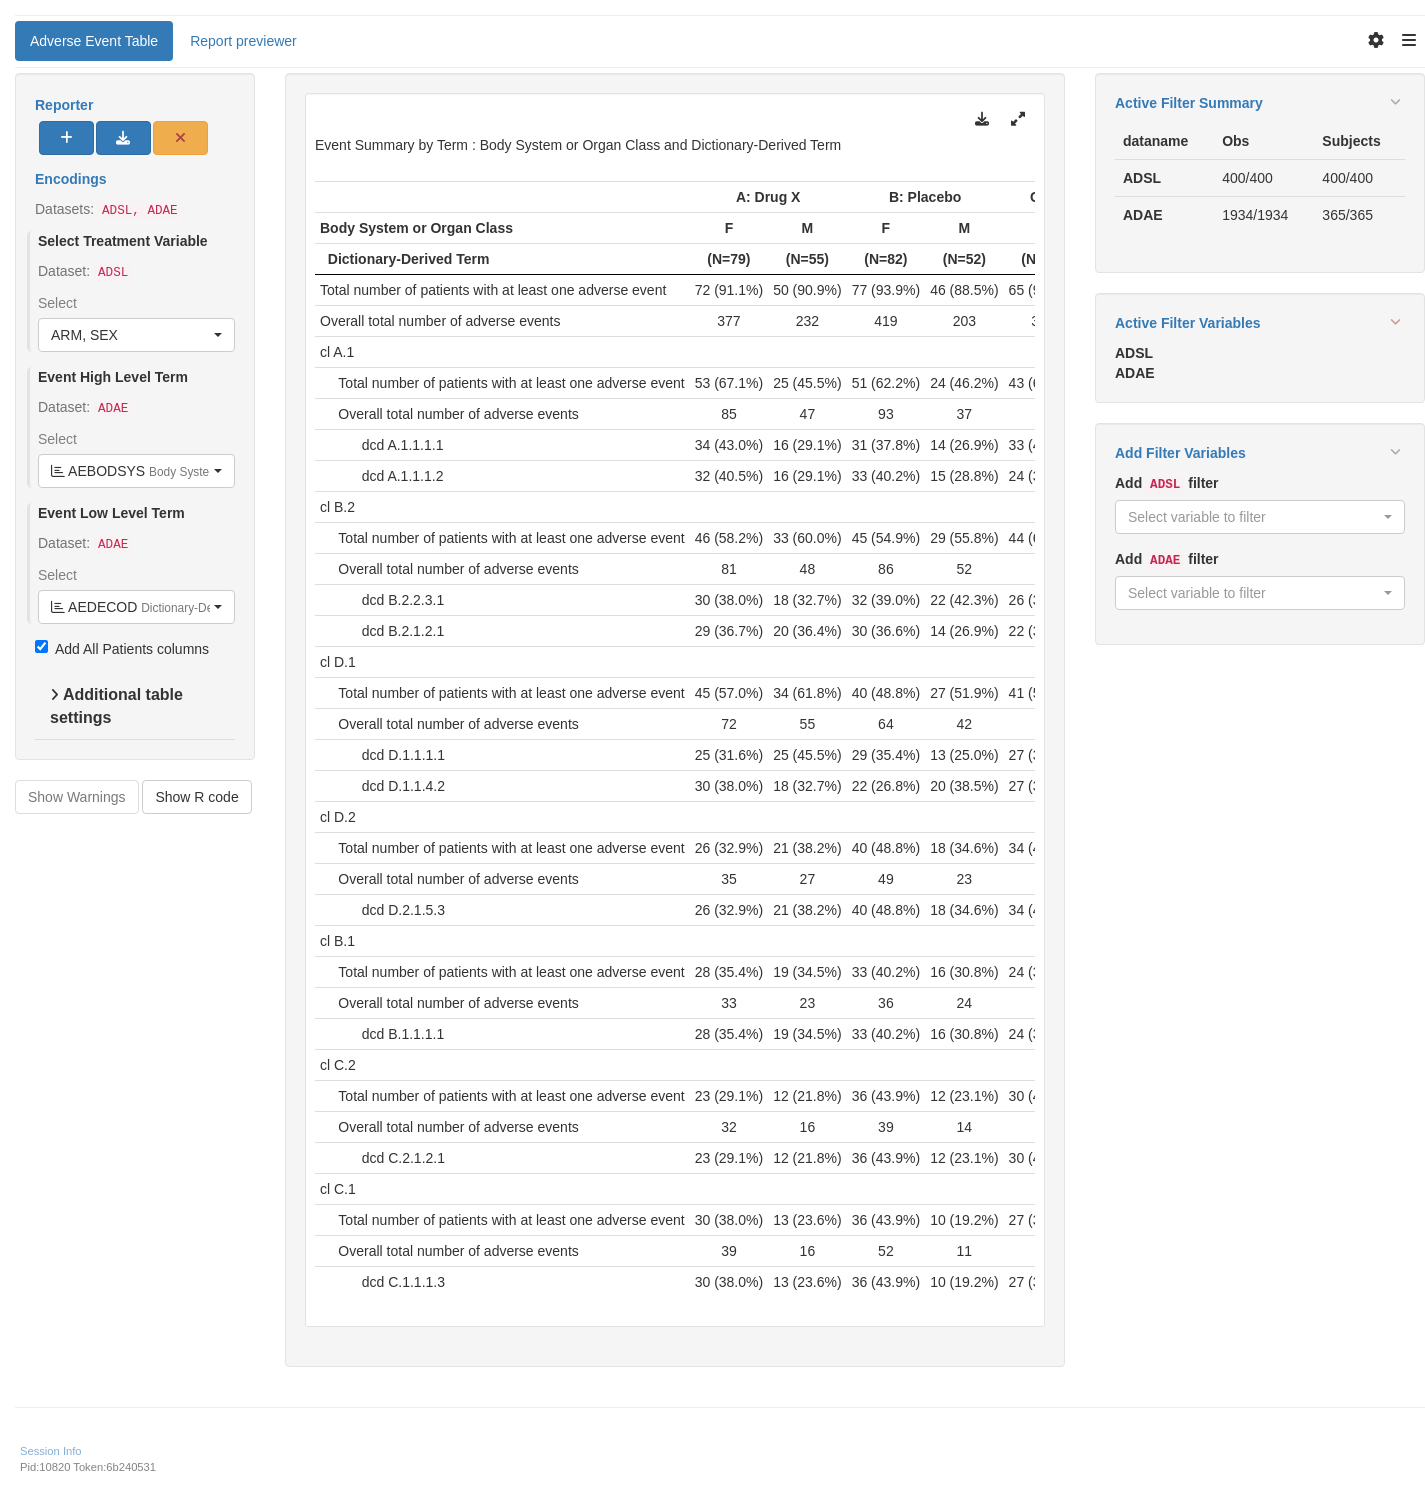 Adverse Event Table Report previewer
Reporter
Encodings
Datasets: ADSL, ADAE
Select Treatment Variable
Dataset: ADSL
Select
ARM, SEX
Event High Level Term
Dataset: ADAE
Select
AEBODSYS Body Syste
Event Low Level Term
Dataset: ADAE
Select
AEDECOD Dictionary-De
Add All Patients columns
Additional table
settings
Show Warnings Show R code
Event Summary by Term : Body System or Organ Class and Dictionary-Derived Term
A: Drug X B: Placebo
Body System or Organ Class F M F M
Dictionary-Derived Term (N=79) (N=55) (N=82) (N=52) (N
Total number of patients with at least one adverse event 72 (91.1%) 50 (90.9%) 77 (93.9%) 46 (88.5%) 65 (9
Overall total number of adverse events 377 232 419 203 3
cl A.1
Total number of patients with at least one adverse event 53 (67.1%) 25 (45.5%) 51 (62.2%) 24 (46.2%) 43 (6
Overall total number of adverse events 85 47 93 37
dcd A.1.1.1.1 34 (43.0%) 16 (29.1%) 31 (37.8%) 14 (26.9%) 33 (4
dcd A.1.1.1.2 32 (40.5%) 16 (29.1%) 33 (40.2%) 15 (28.8%) 24 (3
cl B.2
Total number of patients with at least one adverse event 46 (58.2%) 33 (60.0%) 45 (54.9%) 29 (55.8%) 44 (6
Overall total number of adverse events 81 48 86 52
dcd B.2.2.3.1 30 (38.0%) 18 (32.7%) 32 (39.0%) 22 (42.3%) 26 (3
dcd B.2.1.2.1 29 (36.7%) 20 (36.4%) 30 (36.6%) 14 (26.9%) 22 (3
cl D.1
Total number of patients with at least one adverse event 45 (57.0%) 34 (61.8%) 40 (48.8%) 27 (51.9%) 41 (5
Overall total number of adverse events 72 55 64 42
dcd D.1.1.1.1 25 (31.6%) 25 (45.5%) 29 (35.4%) 13 (25.0%) 27 (3
dcd D.1.1.4.2 30 (38.0%) 18 (32.7%) 22 (26.8%) 20 (38.5%) 27 (3
cl D.2
Total number of patients with at least one adverse event 26 (32.9%) 21 (38.2%) 40 (48.8%) 18 (34.6%) 34 (4
Overall total number of adverse events 35 27 49 23
dcd D.2.1.5.3 26 (32.9%) 21 (38.2%) 40 (48.8%) 18 (34.6%) 34 (4
cl B.1
Total number of patients with at least one adverse event 28 (35.4%) 19 (34.5%) 33 (40.2%) 16 (30.8%) 24 (3
Overall total number of adverse events 33 23 36 24
dcd B.1.1.1.1 28 (35.4%) 19 (34.5%) 33 (40.2%) 16 (30.8%) 24 (3
cl C.2
Total number of patients with at least one adverse event 23 (29.1%) 12 (21.8%) 36 (43.9%) 12 (23.1%) 30 (4
Overall total number of adverse events 32 16 39 14
dcd C.2.1.2.1 23 (29.1%) 12 (21.8%) 36 (43.9%) 12 (23.1%) 30 (4
cl C.1
Total number of patients with at least one adverse event 30 (38.0%) 13 (23.6%) 36 (43.9%) 10 (19.2%) 27 (3
Overall total number of adverse events 39 16 52 11
dcd C.1.1.1.3 30 (38.0%) 13 (23.6%) 36 (43.9%) 10 (19.2%) 27 (3
Active Filter Summary
dataname Obs Subjects
ADSL 400/400 400/400
ADAE 1934/1934 365/365
Active Filter Variables
ADSL
ADAE
Add Filter Variables
Add ADSL filter
Select variable to filter
Add ADAE filter
Select variable to filter
Session Info
Pid:10820 Token:6b240531